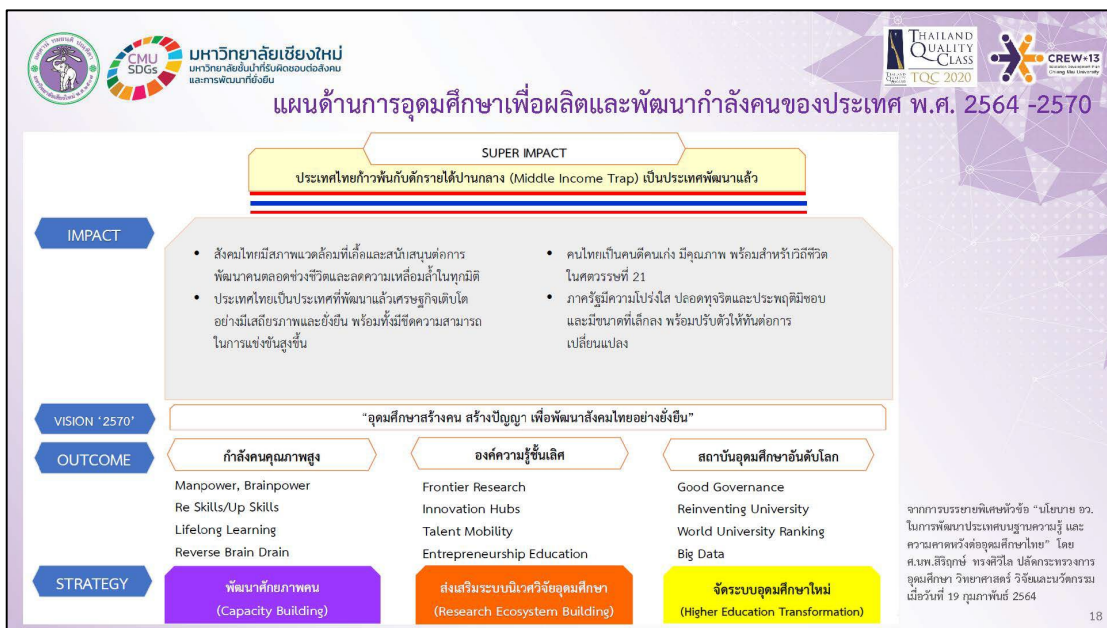 CMU
SDGs
มหาวิทยาลัยเชียงใหม่
มหาวิทยาลัยชั้นนำที่รับผิดชอบต่อสังคม
และการพัฒนาที่ยั่งยืน
THAILAND
QUALITY
CLASS
TQC 2020
CREW×13
Chiang Mai University
แผนด้านการอุดมศึกษาเพื่อผลิตและพัฒนากำลังคนของประเทศ พ.ศ. 2564 -2570
SUPER IMPACT
ประเทศไทยก้าวพ้นกับดักรายได้ปานกลาง (Middle Income Trap) เป็นประเทศพัฒนาแล้ว
IMPACT
• สังคมไทยมีสภาพแวดล้อมที่เอื้อและสนับสนุนต่อการ
พัฒนาคนตลอดช่วงชีวิตและลดความเหลื่อมล้ำในทุกมิติ
• ประเทศไทยเป็นประเทศที่พัฒนาแล้วเศรษฐกิจเติบโต
อย่างมีเสถียรภาพและยั่งยืน พร้อมทั้งมีขีดความสามารถ
ในการแข่งขันสูงขึ้น
• คนไทยเป็นคนดีคนเก่ง มีคุณภาพ พร้อมสำหรับวิถีชีวิต
ในศตวรรษที่ 21
• ภาครัฐมีความโปร่งใส ปลอดทุจริตและประพฤติมิชอบ
และมีขนาดที่เล็กลง พร้อมปรับตัวให้ทันต่อการ
เปลี่ยนแปลง
VISION ‘2570’
“อุดมศึกษาสร้างคน สร้างปัญญา เพื่อพัฒนาสังคมไทยอย่างยั่งยืน”
OUTCOME
กำลังคนคุณภาพสูง
Manpower, Brainpower
Re Skills/Up Skills
Lifelong Learning
Reverse Brain Drain
องค์ความรู้ชั้นเลิศ
Frontier Research
Innovation Hubs
Talent Mobility
Entrepreneurship Education
สถาบันอุดมศึกษาอันดับโลก
Good Governance
Reinventing University
World University Ranking
Big Data
STRATEGY
พัฒนาศักยภาพคน
(Capacity Building)
ส่งเสริมระบบนิเวศวิจัยอุดมศึกษา
(Research Ecosystem Building)
จัดระบบอุดมศึกษาใหม่
(Higher Education Transformation)
จากการบรรยายพิเศษหัวข้อ “นโยบาย อว.
ในการพัฒนาประเทศบนฐานความรู้ และ
ความคาดหวังต่ออุดมศึกษาไทย” โดย
ศ.นพ.สิริฤกษ์ ทรงศิวิไล ปลัดกระทรวงการ
อุดมศึกษา วิทยาศาสตร์ วิจัยและนวัตกรรม
เมื่อวันที่ 19 กุมภาพันธ์ 2564
18